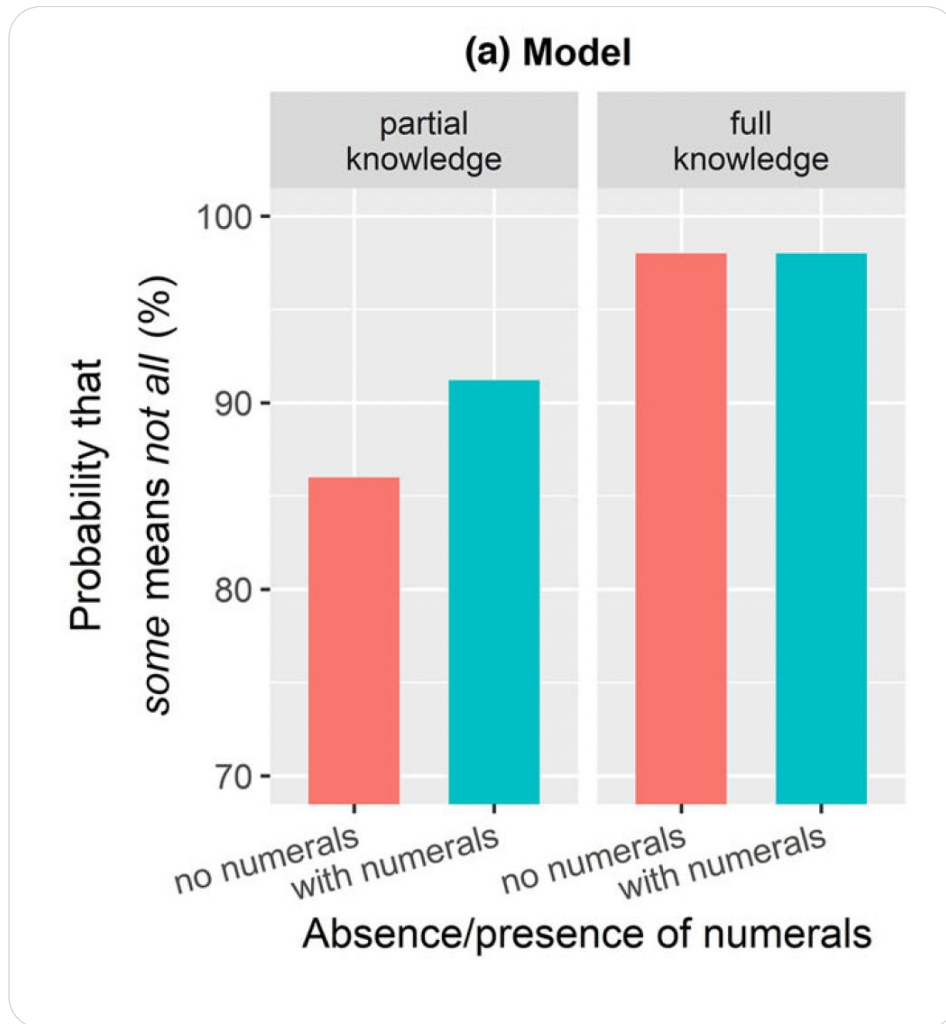 (a) Model
partial
knowledge
full
knowledge
Probability that
some means not all (%)
100
90
80
70
no numerals
with numerals
no numerals
with numerals
Absence/presence of numerals